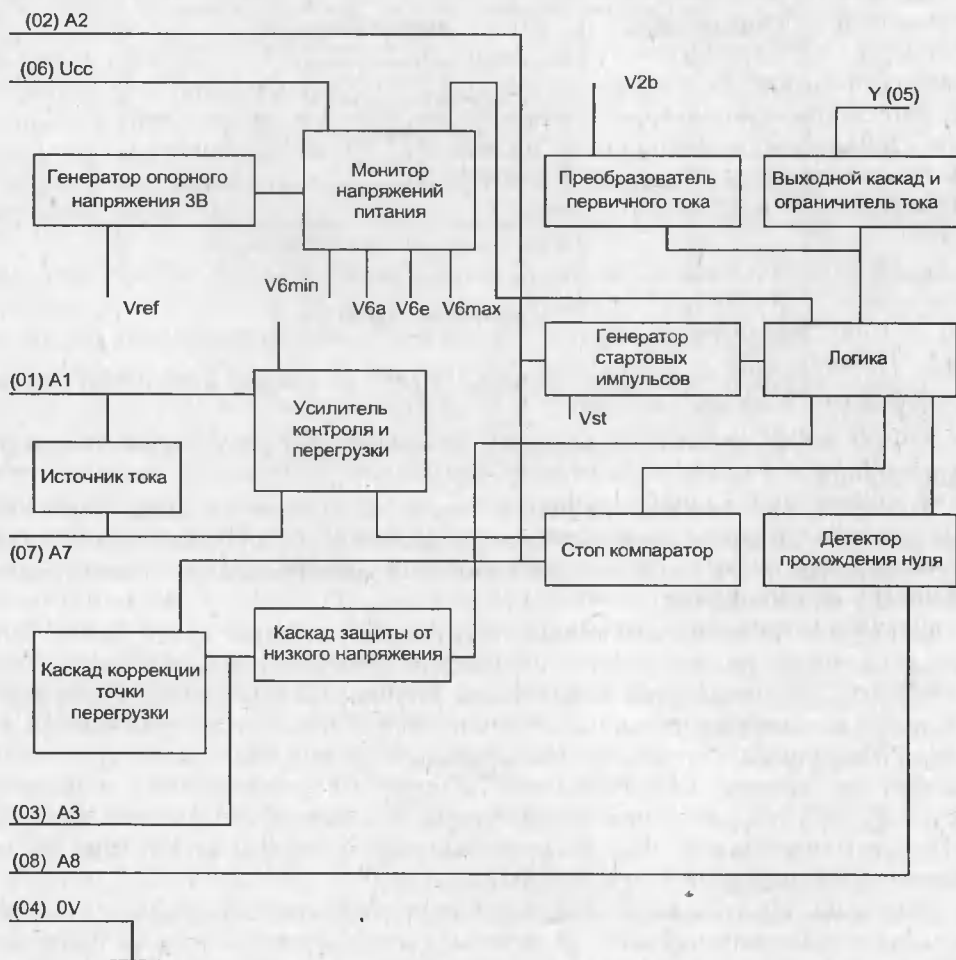 (02) A2
(06) Ucc
V2b
Y (05)
Генератор опорного
напряжения 3В
Монитор
напряжений
питания
Преобразователь
первичного тока
Выходной каскад и
ограничитель тока
Vref
V6min
V6a
V6e
V6max
Генератор
стартовых
импульсов
Логика
(01) A1
Vst
Усилитель
контроля и
перегрузки
Источник тока
(07) A7
Стоп компаратор
Детектор
прохождения нуля
Каскад коррекции
точки
перегрузки
Каскад защиты от
низкого напряжения
(03) A3
(08) A8
(04) 0V